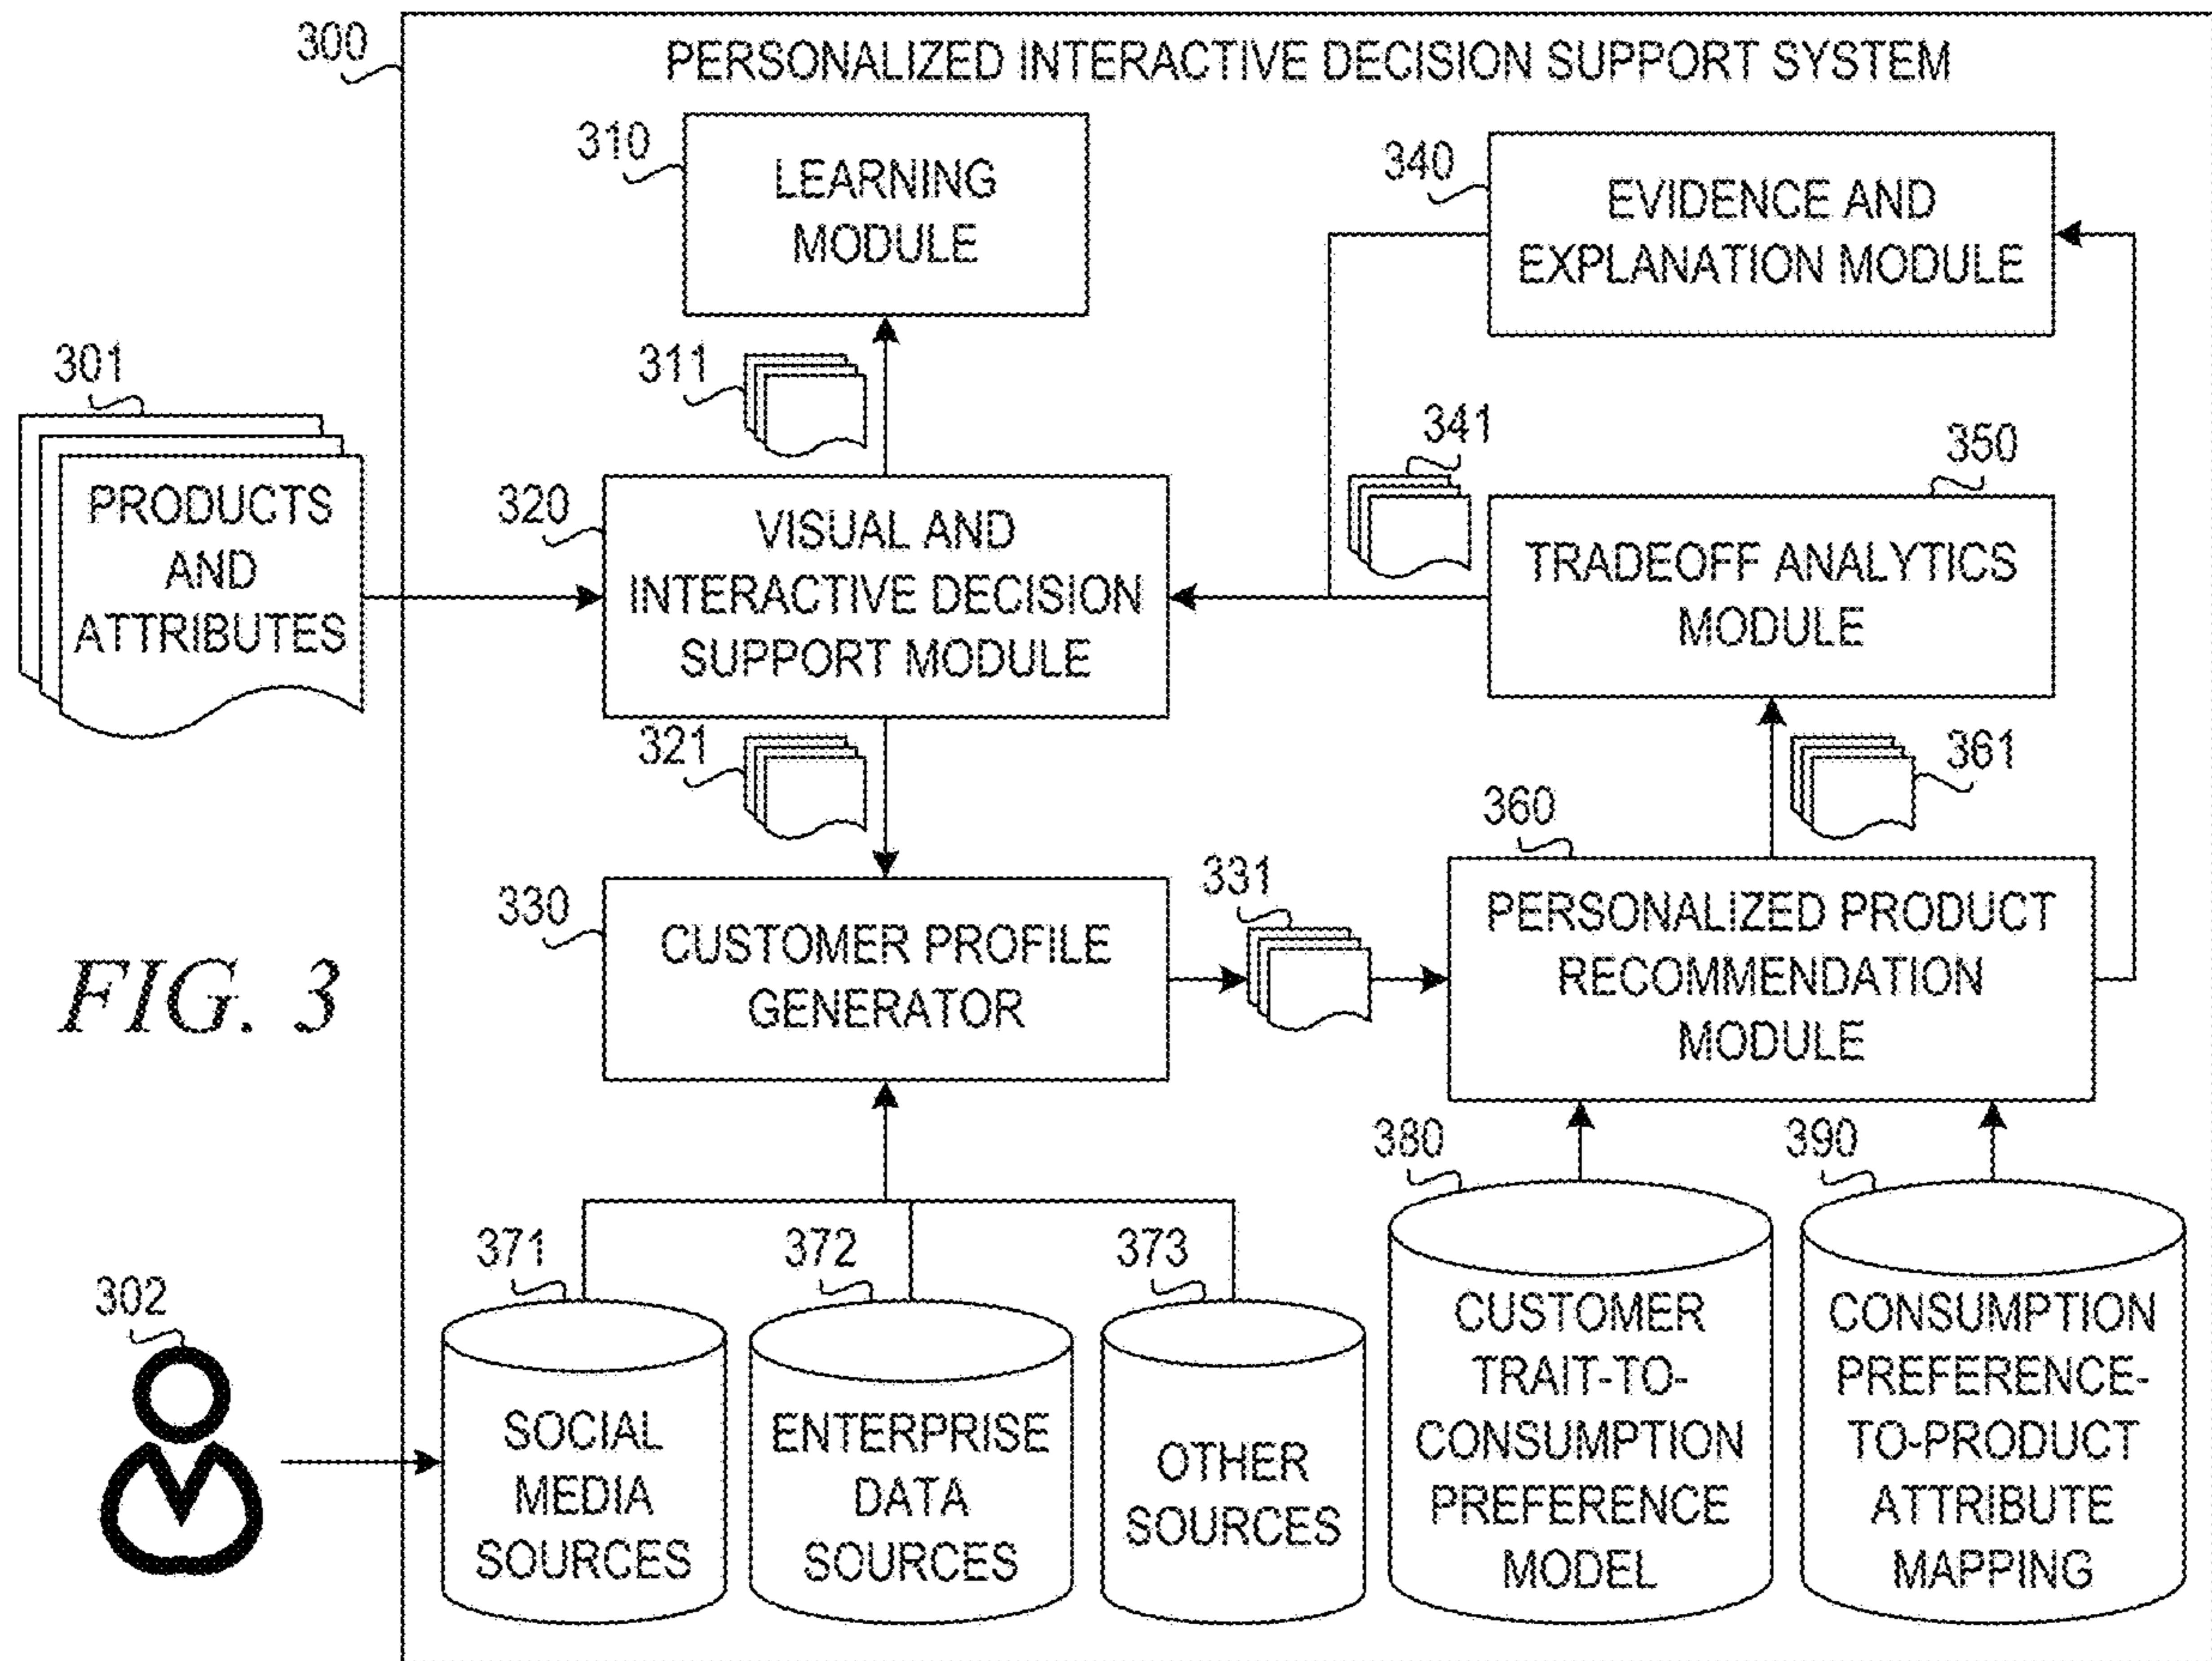 300
PERSONALIZED INTERACTIVE DECISION SUPPORT SYSTEM
310
LEARNING
MODULE
340
EVIDENCE AND
EXPLANATION MODULE
301
PRODUCTS
AND
ATTRIBUTES
311
320
VISUAL AND
INTERACTIVE DECISION
SUPPORT MODULE
341
350
TRADEOFF ANALYTICS
MODULE
321
361
330
CUSTOMER PROFILE
GENERATOR
331
360
PERSONALIZED PRODUCT
RECOMMENDATION
MODULE
FIG. 3
302
371
SOCIAL
MEDIA
SOURCES
372
ENTERPRISE
DATA
SOURCES
373
OTHER
SOURCES
380
CUSTOMER
TRAIT-TO-
CONSUMPTION
PREFERENCE
MODEL
390
CONSUMPTION
PREFERENCE-
TO-PRODUCT
ATTRIBUTE
MAPPING